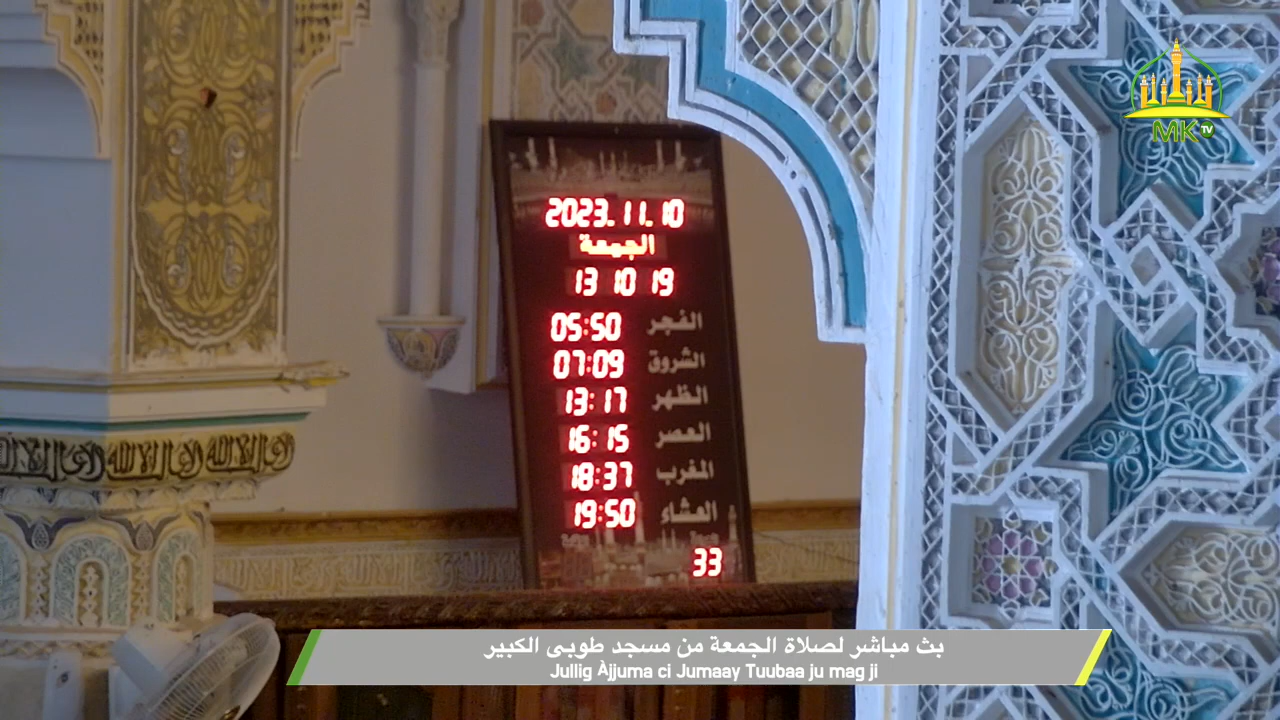 MK TV
2023.11.10
الجمعة
13 10 19
05:50 الفجر
07:09 الشروق
13:17 الظهر
16:15 العصر
18:37 المغرب
19:50 العشاء
33
بث مباشر لصلاة الجمعة من مسجد طوبى الكبير
Jullig Àjjuma ci Jumaay Tuubaa ju mag ji